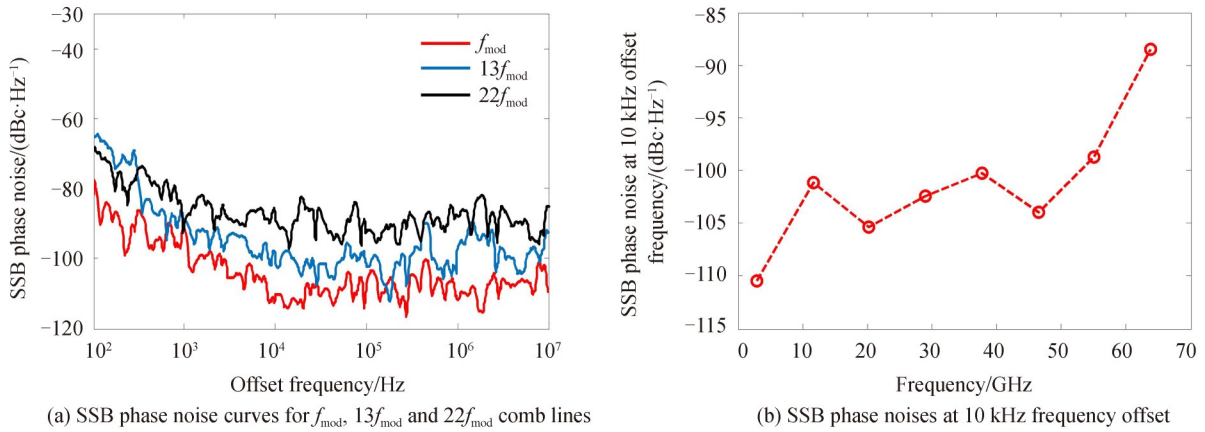 SSB phase noise/(dBc·Hz⁻¹)
−30
−40
−60
−80
−100
−120
10²
10³
10⁴
10⁵
10⁶
10⁷
Offset frequency/Hz
f_mod
13f_mod
22f_mod
(a) SSB phase noise curves for f_mod, 13f_mod and 22f_mod comb lines
SSB phase noise at 10 kHz offset
frequency/(dBc·Hz⁻¹)
−85
−90
−100
−105
−110
−115
0
10
20
30
40
50
60
70
Frequency/GHz
(b) SSB phase noises at 10 kHz frequency offset